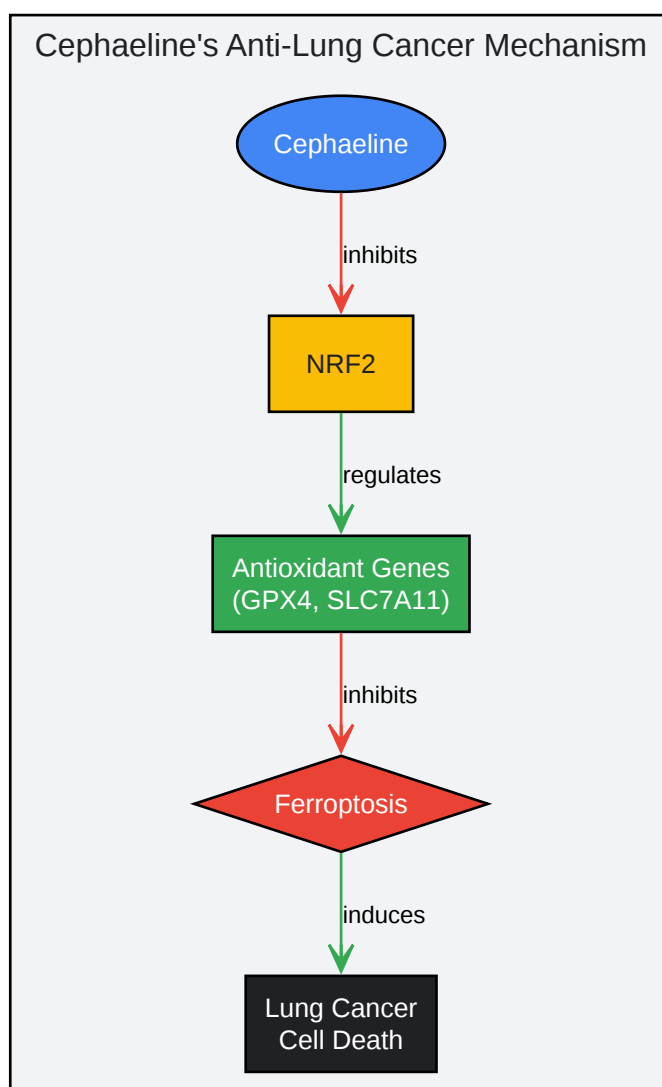 Cephaeline's Anti-Lung Cancer Mechanism
Cephaeline
inhibits
NRF2
regulates
Antioxidant Genes
(GPX4, SLC7A11)
inhibits
Ferroptosis
induces
Lung Cancer
Cell Death